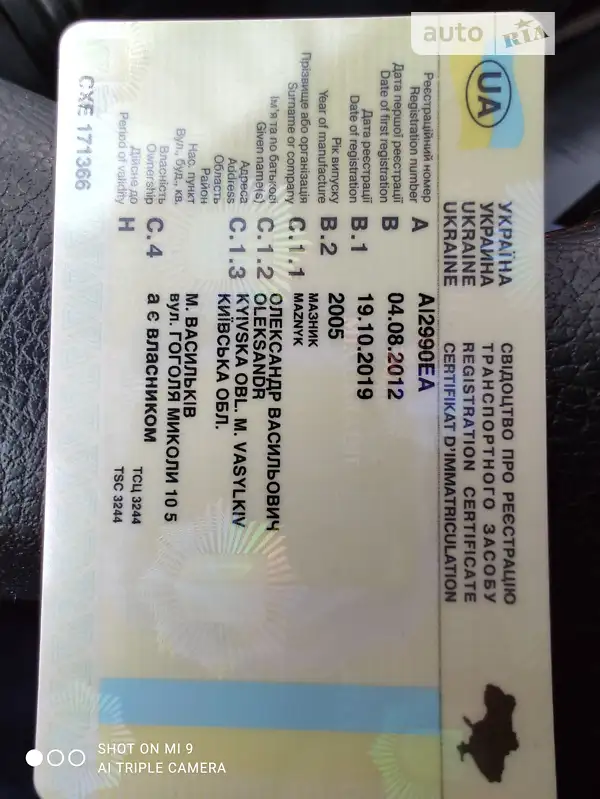 auto RIA
UA
УКРАЇНА
УКРАИНА
UKRAINE
UKRAINE
СВІДОЦТВО ПРО РЕЄСТРАЦІЮ
ТРАНСПОРТНОГО ЗАСОБУ
REGISTRATION CERTIFICATE
CERTIFIKAT D'IMMATRICULATION
Реєстраційний номер
Registration number A AI2990EA
Дата першої реєстрації
Date of first registration B 04.08.2012
Дата реєстрації
Date of registration B.1 19.10.2019
Рік випуску
Year of manufacture B.2 2005
Прізвище або організація МАЗНИК
Surname or company C.1.1 MAZNYK
Ім'я та по батькові ОЛЕКСАНДР ВАСИЛЬОВИЧ
Given name(s) C.1.2 OLEKSANDR
Адреса KYIVSKA OBL. M. VASYLKIV
Address C.1.3 КИЇВСЬКА ОБЛ.
Область
Район
Нас. пункт М. ВАСИЛЬКІВ
Вул., буд., кв. вул. ГОГОЛЯ МИКОЛИ 10 5
Власність
Ownership C.4 а є ВЛАСНИКОМ
Дійсне до ТСЦ 3244
Period of validity H TSC 3244
CXE 171366
SHOT ON MI 9
AI TRIPLE CAMERA